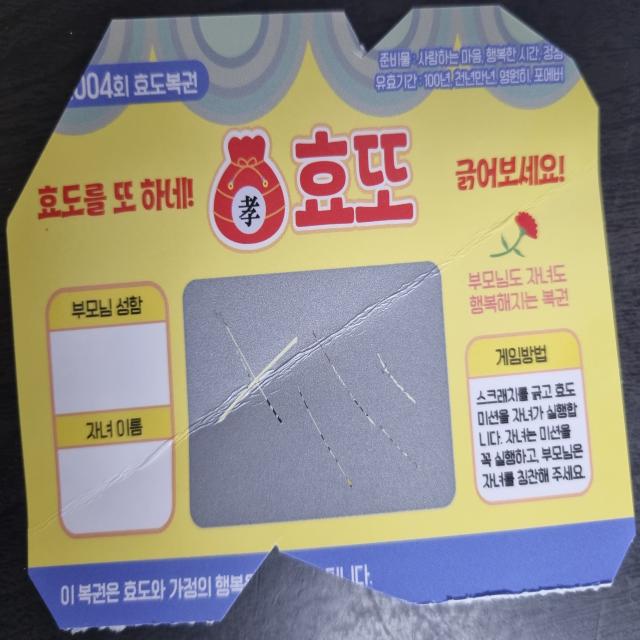 004회 효도복권
준비물 : 사랑하는 마음, 행복한 시간, 정성
유효기간 : 100년, 천년만년 영원히, 포에버
효도를 또 하네!
孝
효또
긁어보세요!
부모님도 자녀도
행복해지는 복권
부모님 성함
자녀 이름
게임방법
스크래치를 긁고 효도
미션을 자녀가 실행합
니다. 자녀는 미션을
꼭 실행하고, 부모님은
자녀를 칭찬해 주세요
이 복권은 효도와 가정의 행복
됩니다.